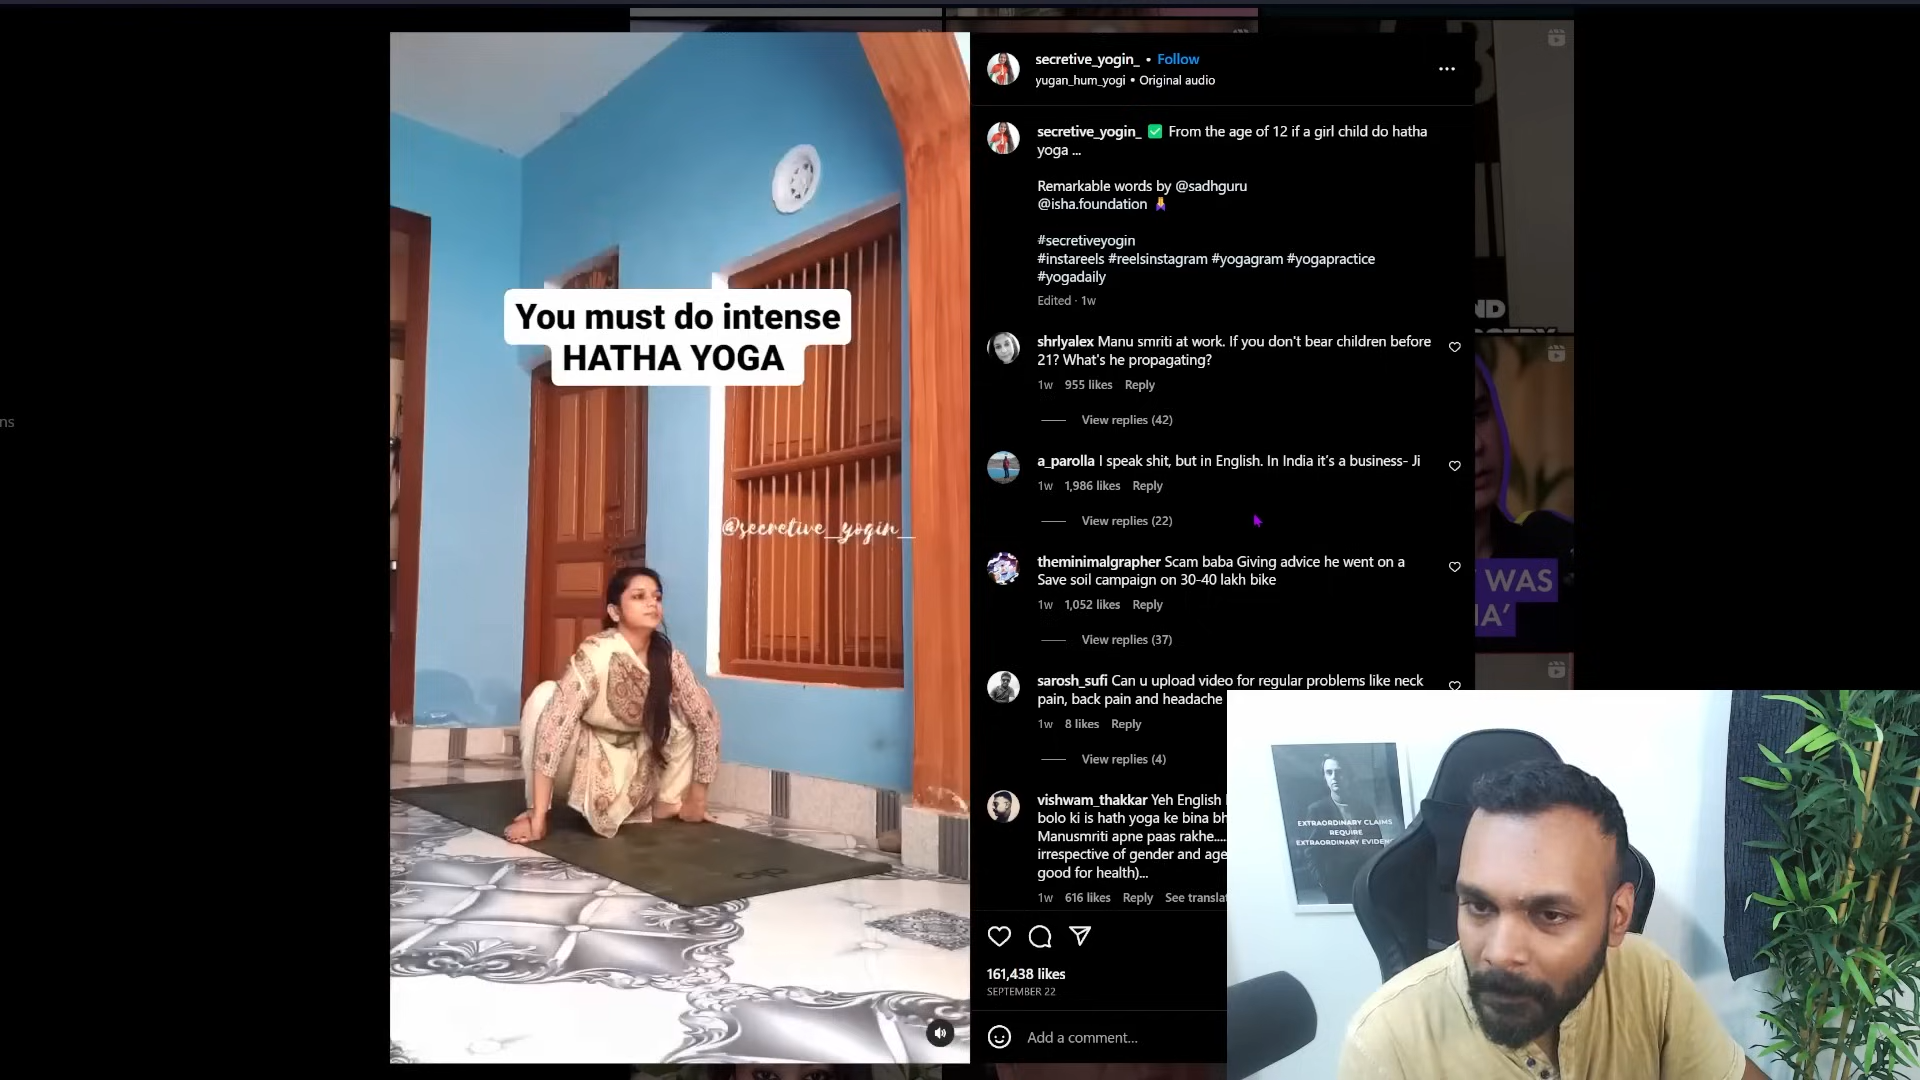 secretive_yogin_ • Follow
yugan_hum_yogi • Original audio
secretive_yogin_ ✅ From the age of 12 if a girl child do hatha
yoga ...
Remarkable words by @sadhguru
@isha.foundation
#secretiveyogin
#instareels #reelsinstagram #yogagram #yogapractice
#yogadaily
Edited · 1w
You must do intense
HATHA YOGA
@secretive_yogin_
shrlyalex Manu smriti at work. If you don't bear children before
21? What's he propagating?
1w 955 likes Reply
View replies (42)
a_parolla I speak shit, but in English. In India it's a business- Ji
1w 1,986 likes Reply
View replies (22)
theminimalgrapher Scam baba Giving advice he went on a
Save soil campaign on 30-40 lakh bike
1w 1,052 likes Reply
View replies (37)
sarosh_sufi Can u upload video for regular problems like neck
pain, back pain and headache
1w 8 likes Reply
View replies (4)
vishwam_thakkar Yeh English
bolo ki is hath yoga ke bina bh
Manusmriti apne paas rakhe....
irrespective of gender and age
good for health)...
1w 616 likes Reply See translat
161,438 likes
SEPTEMBER 22
Add a comment...
ns
ND
WAS
IA'
EXTRAORDINARY CLAIMS
REQUIRE
EXTRAORDINARY EVIDEN